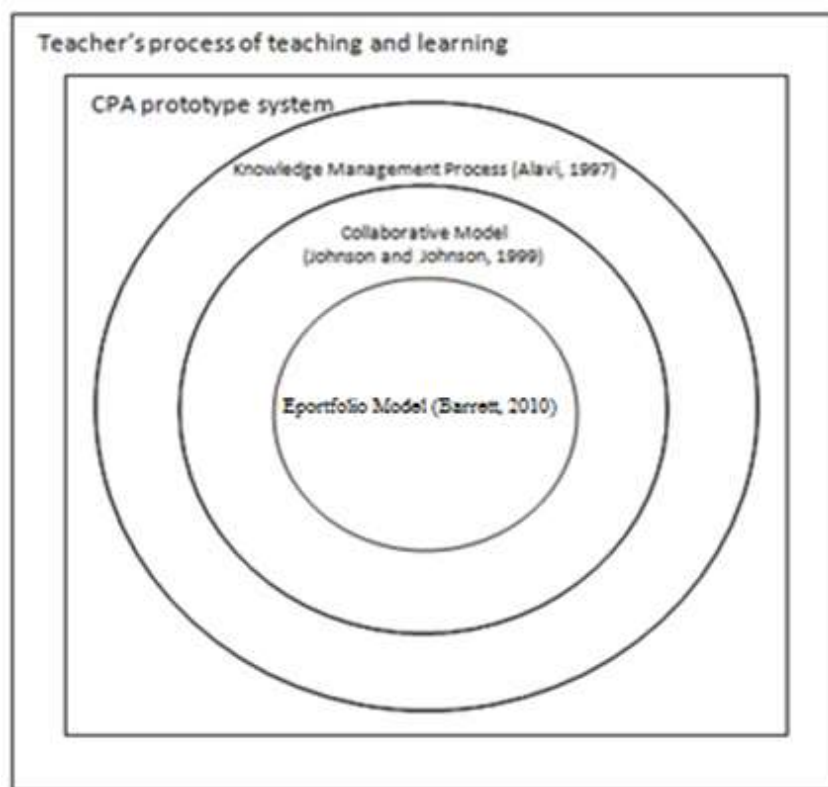 Teacher's process of teaching and learning
CPA prototype system
Knowledge Management Process (Alavi, 1997)
Collaborative Model
(Johnson and Johnson, 1999)
Eportfolio Model (Barrett, 2010)